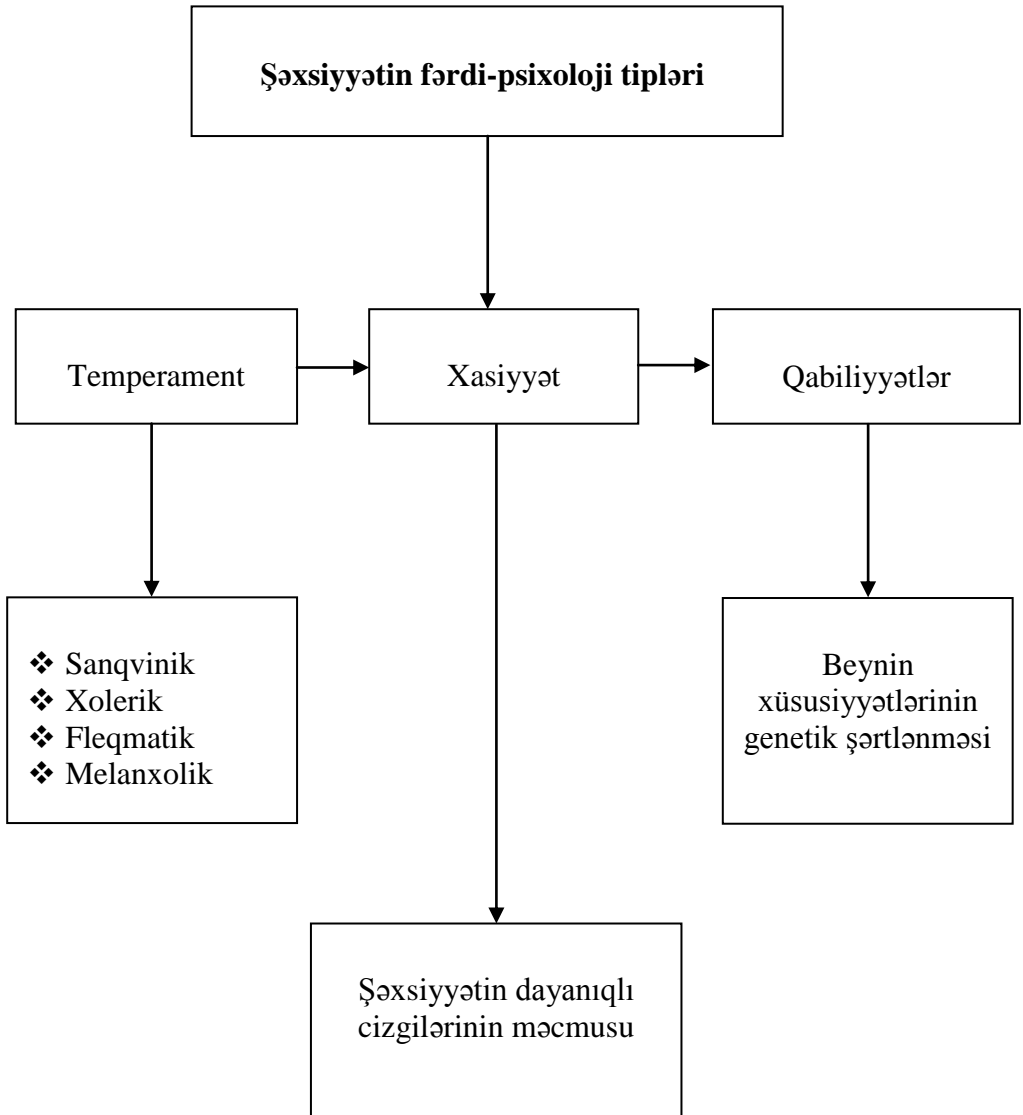 Şəxsiyyətin fərdi-psixoloji tipləri
Temperament
Xasiyyət
Qabiliyyətlər
❖ Sanqvinik
❖ Xolerik
❖ Fleqmatik
❖ Melanxolik
Beynin
xüsusiyyətlərinin
genetik şərtlənməsi
Şəxsiyyətin dayanıqlı
cizgilərinin məcmusu